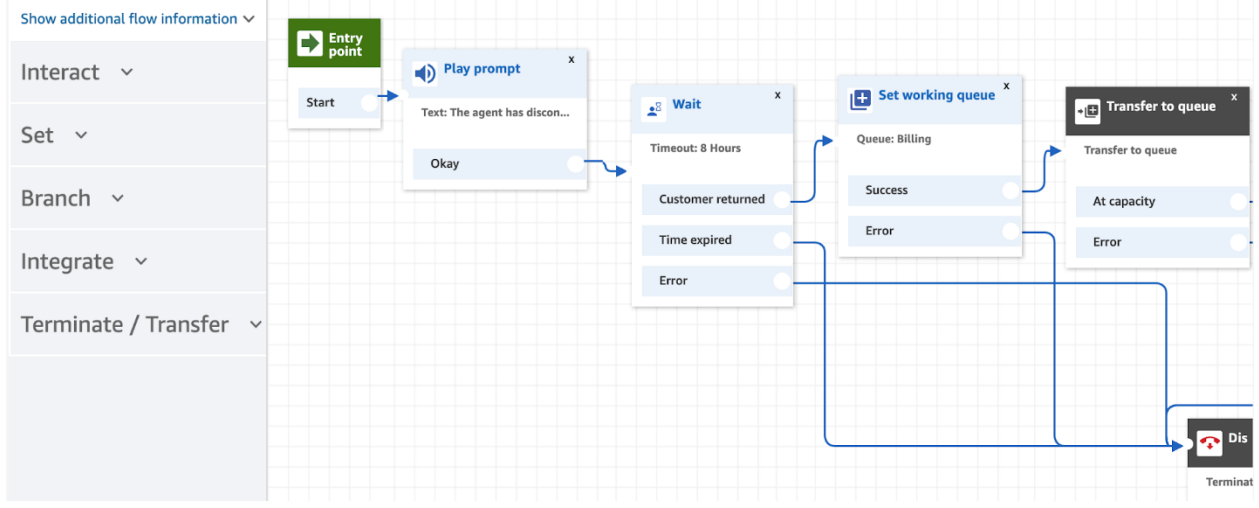 Show additional flow information
Interact
Set
Branch
Integrate
Terminate / Transfer
Entry
point
Start
x
Play prompt
Text: The agent has discon...
Okay
x
Wait
Timeout: 8 Hours
Customer returned
Time expired
Error
x
Set working queue
Queue: Billing
Success
Error
x
Transfer to queue
Transfer to queue
At capacity
Error
Dis
Terminat